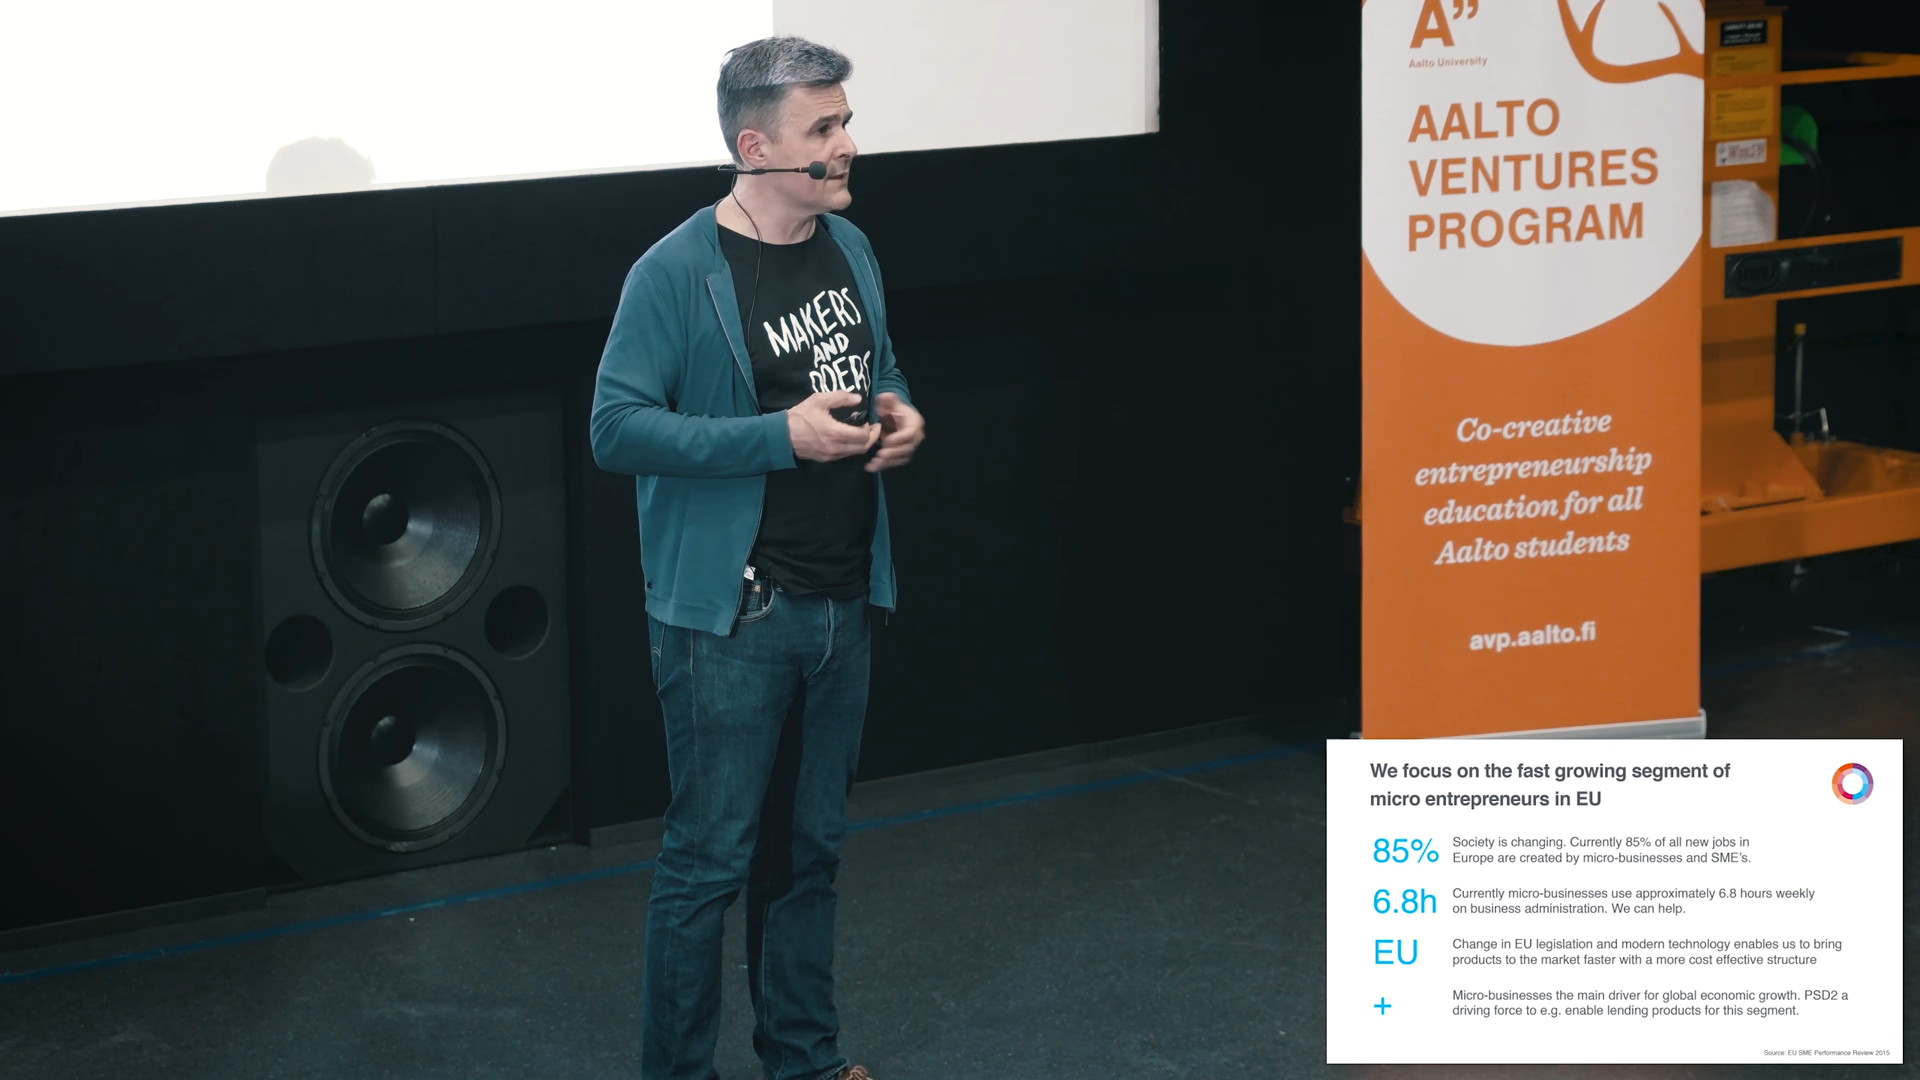 A”
Aalto University
AALTO
VENTURES
PROGRAM
Co-creative
entrepreneurship
education for all
Aalto students
avp.aalto.fi
MAKERS
AND
DOERS
We focus on the fast growing segment of
micro entrepreneurs in EU
85%
Society is changing. Currently 85% of all new jobs in
Europe are created by micro-businesses and SME's.
6.8h
Currently micro-businesses use approximately 6.8 hours weekly
on business administration. We can help.
EU
Change in EU legislation and modern technology enables us to bring
products to the market faster with a more cost effective structure
+
Micro-businesses the main driver for global economic growth. PSD2 a
driving force to e.g. enable lending products for this segment.
Source: EU SME Performance Review 2015